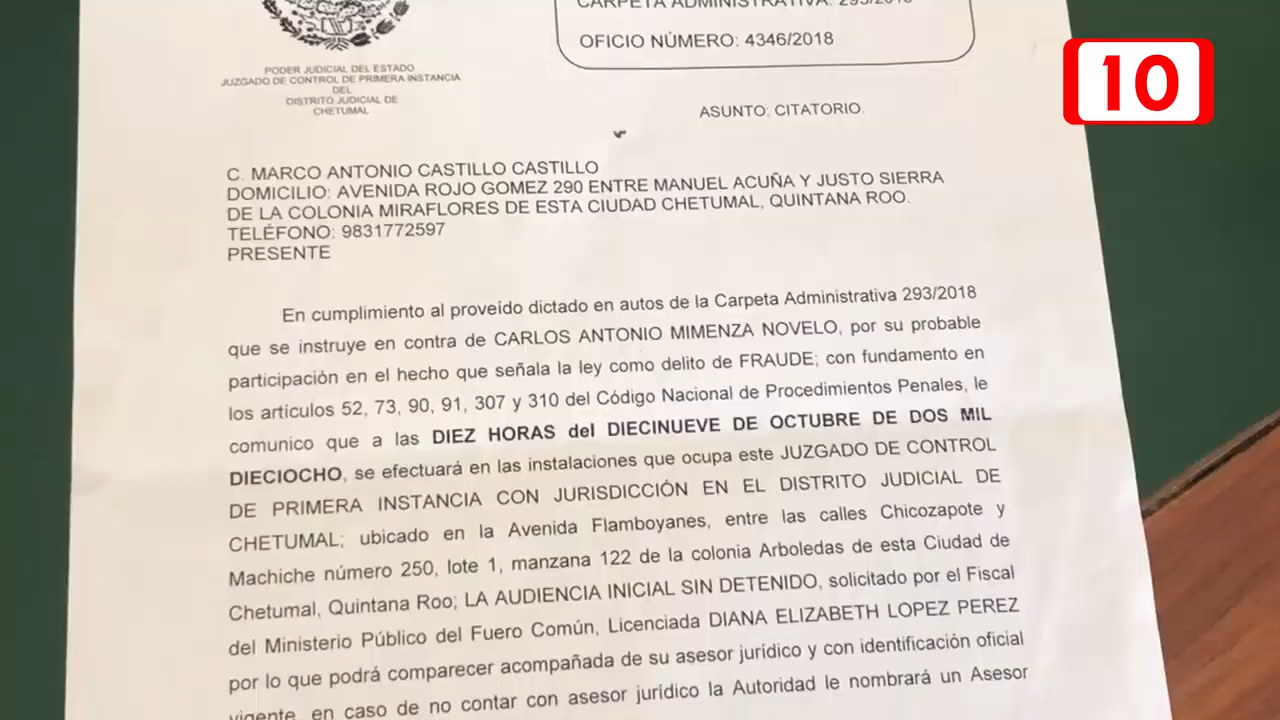 CARPETA ADMINISTRATIVA: 293/2018
OFICIO NÚMERO: 4346/2018
10
PODER JUDICIAL DEL ESTADO
JUZGADO DE CONTROL DE PRIMERA INSTANCIA
DEL
DISTRITO JUDICIAL DE
CHETUMAL
ASUNTO: CITATORIO.
C. MARCO ANTONIO CASTILLO CASTILLO
DOMICILIO: AVENIDA ROJO GOMEZ 290 ENTRE MANUEL ACUÑA Y JUSTO SIERRA
DE LA COLONIA MIRAFLORES DE ESTA CIUDAD CHETUMAL, QUINTANA ROO.
TELÉFONO: 9831772597
PRESENTE
En cumplimiento al proveído dictado en autos de la Carpeta Administrativa 293/2018
que se instruye en contra de CARLOS ANTONIO MIMENZA NOVELO, por su probable
participación en el hecho que señala la ley como delito de FRAUDE; con fundamento en
los artículos 52, 73, 90, 91, 307 y 310 del Código Nacional de Procedimientos Penales, le
comunico que a las DIEZ HORAS del DIECINUEVE DE OCTUBRE DE DOS MIL
DIECIOCHO, se efectuará en las instalaciones que ocupa este JUZGADO DE CONTROL
DE PRIMERA INSTANCIA CON JURISDICCIÓN EN EL DISTRITO JUDICIAL DE
CHETUMAL; ubicado en la Avenida Flamboyanes, entre las calles Chicozapote y
Machiche número 250, lote 1, manzana 122 de la colonia Arboledas de esta Ciudad de
Chetumal, Quintana Roo; LA AUDIENCIA INICIAL SIN DETENIDO, solicitado por el Fiscal
del Ministerio Público del Fuero Común, Licenciada DIANA ELIZABETH LOPEZ PEREZ
por lo que podrá comparecer acompañada de su asesor jurídico y con identificación oficial
vigente, en caso de no contar con asesor jurídico la Autoridad le nombrará un Asesor